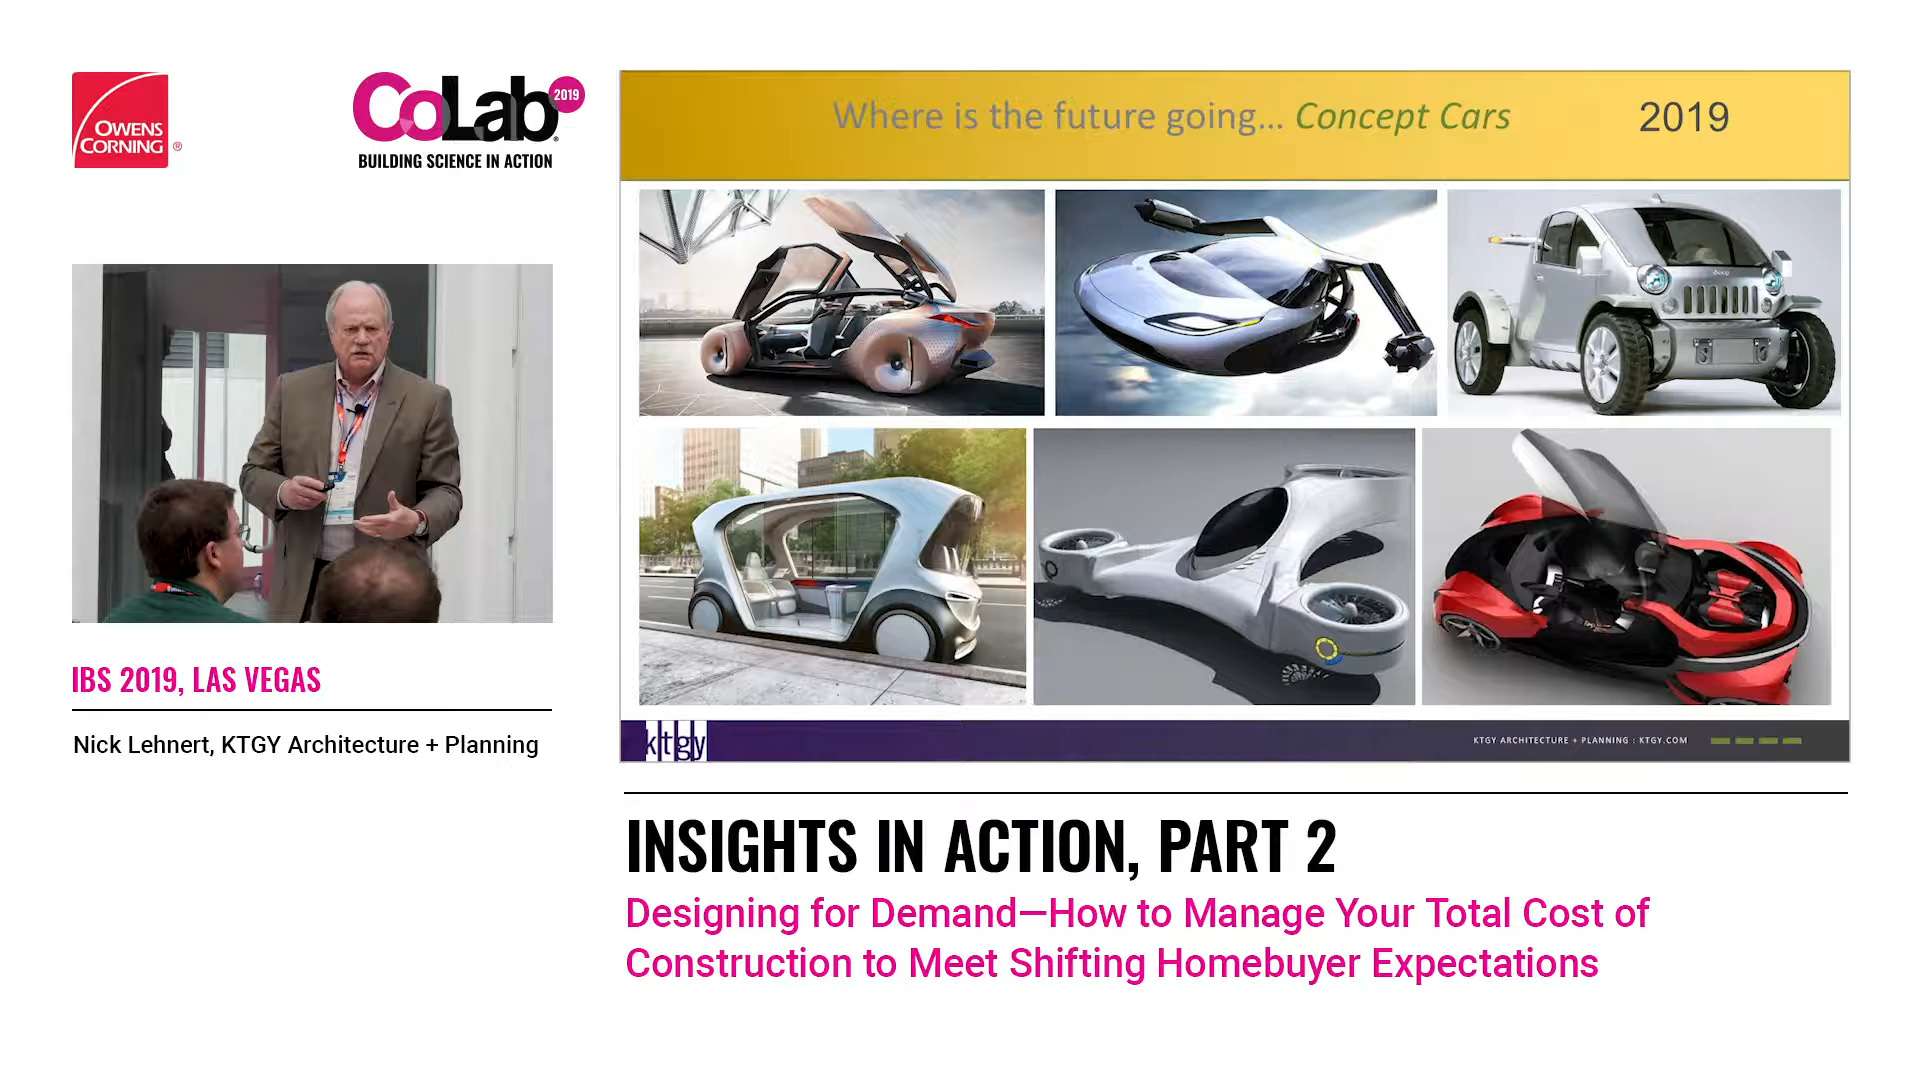 OWENS
CORNING
®
CoLab
2019
BUILDING SCIENCE IN ACTION
Where is the future going... Concept Cars
2019
Jeep
ktgy
KTGY ARCHITECTURE + PLANNING : KTGY.COM
IBS 2019, LAS VEGAS
Nick Lehnert, KTGY Architecture + Planning
INSIGHTS IN ACTION, PART 2
Designing for Demand—How to Manage Your Total Cost of
Construction to Meet Shifting Homebuyer Expectations